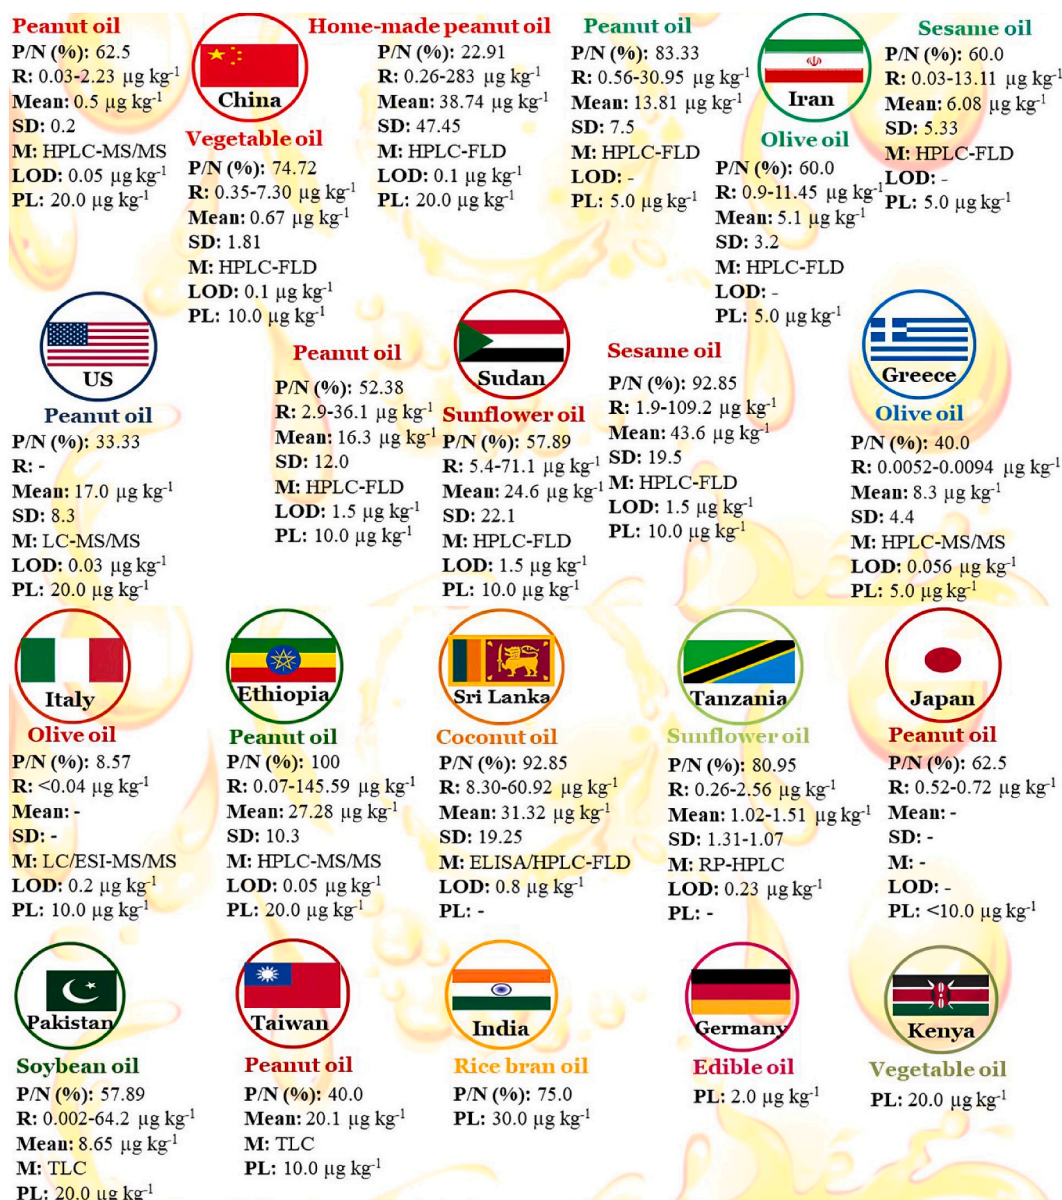 Peanut oil
P/N (%): 62.5
R: 0.03-2.23 µg kg-1
Mean: 0.5 µg kg-1
SD: 0.2
M: HPLC-MS/MS
LOD: 0.05 µg kg-1
PL: 20.0 µg kg-1
China
Vegetable oil
P/N (%): 74.72
R: 0.35-7.30 µg kg-1
Mean: 0.67 µg kg-1
SD: 1.81
M: HPLC-FLD
LOD: 0.1 µg kg-1
PL: 10.0 µg kg-1
Home-made peanut oil
P/N (%): 22.91
R: 0.26-283 µg kg-1
Mean: 38.74 µg kg-1
SD: 47.45
M: HPLC-FLD
LOD: 0.1 µg kg-1
PL: 20.0 µg kg-1
Peanut oil
P/N (%): 83.33
R: 0.56-30.95 µg kg-1
Mean: 13.81 µg kg-1
SD: 7.5
M: HPLC-FLD
LOD: -
PL: 5.0 µg kg-1
Iran
Olive oil
P/N (%): 60.0
R: 0.9-11.45 µg kg-1
Mean: 5.1 µg kg-1
SD: 3.2
M: HPLC-FLD
LOD: -
PL: 5.0 µg kg-1
Sesame oil
P/N (%): 60.0
R: 0.03-13.11 µg kg-1
Mean: 6.08 µg kg-1
SD: 5.33
M: HPLC-FLD
LOD: -
PL: 5.0 µg kg-1
US
Peanut oil
P/N (%): 33.33
R: -
Mean: 17.0 µg kg-1
SD: 8.3
M: LC-MS/MS
LOD: 0.03 µg kg-1
PL: 20.0 µg kg-1
Peanut oil
P/N (%): 52.38
R: 2.9-36.1 µg kg-1
Mean: 16.3 µg kg-1
SD: 12.0
M: HPLC-FLD
LOD: 1.5 µg kg-1
PL: 10.0 µg kg-1
Sudan
Sunflower oil
P/N (%): 57.89
R: 5.4-71.1 µg kg-1
Mean: 24.6 µg kg-1
SD: 22.1
M: HPLC-FLD
LOD: 1.5 µg kg-1
PL: 10.0 µg kg-1
Sesame oil
P/N (%): 92.85
R: 1.9-109.2 µg kg-1
Mean: 43.6 µg kg-1
SD: 19.5
M: HPLC-FLD
LOD: 1.5 µg kg-1
PL: 10.0 µg kg-1
Greece
Olive oil
P/N (%): 40.0
R: 0.0052-0.0094 µg kg-1
Mean: 8.3 µg kg-1
SD: 4.4
M: HPLC-MS/MS
LOD: 0.056 µg kg-1
PL: 5.0 µg kg-1
Italy
Olive oil
P/N (%): 8.57
R: <0.04 µg kg-1
Mean: -
SD: -
M: LC/ESI-MS/MS
LOD: 0.2 µg kg-1
PL: 10.0 µg kg-1
Ethiopia
Peanut oil
P/N (%): 100
R: 0.07-145.59 µg kg-1
Mean: 27.28 µg kg-1
SD: 10.3
M: HPLC-MS/MS
LOD: 0.05 µg kg-1
PL: 20.0 µg kg-1
Sri Lanka
Coconut oil
P/N (%): 92.85
R: 8.30-60.92 µg kg-1
Mean: 31.32 µg kg-1
SD: 19.25
M: ELISA/HPLC-FLD
LOD: 0.8 µg kg-1
PL: -
Tanzania
Sunflower oil
P/N (%): 80.95
R: 0.26-2.56 µg kg-1
Mean: 1.02-1.51 µg kg-1
SD: 1.31-1.07
M: RP-HPLC
LOD: 0.23 µg kg-1
PL: -
Japan
Peanut oil
P/N (%): 62.5
R: 0.52-0.72 µg kg-1
Mean: -
SD: -
M: -
LOD: -
PL: <10.0 µg kg-1
Pakistan
Soybean oil
P/N (%): 57.89
R: 0.002-64.2 µg kg-1
Mean: 8.65 µg kg-1
M: TLC
PL: 20.0 µg kg-1
Taiwan
Peanut oil
P/N (%): 40.0
Mean: 20.1 µg kg-1
M: TLC
PL: 10.0 µg kg-1
India
Rice bran oil
P/N (%): 75.0
PL: 30.0 µg kg-1
Germany
Edible oil
PL: 2.0 µg kg-1
Kenya
Vegetable oil
PL: 20.0 µg kg-1